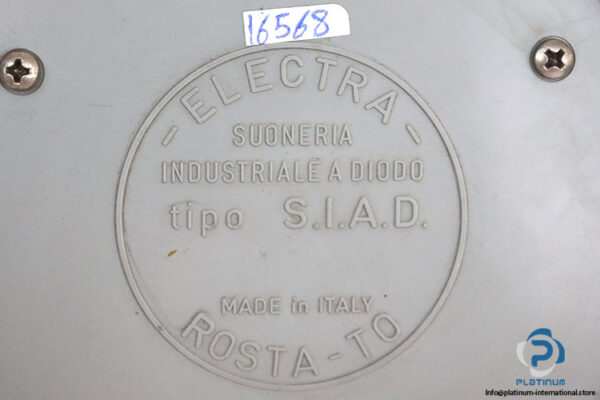 16568
- ELECTRA -
SUONERIA
INDUSTRIALE A DIODO
tipo S.I.A.D.
MADE in ITALY
ROSTA - TO
PLATINUM
Info@platinum-international.store